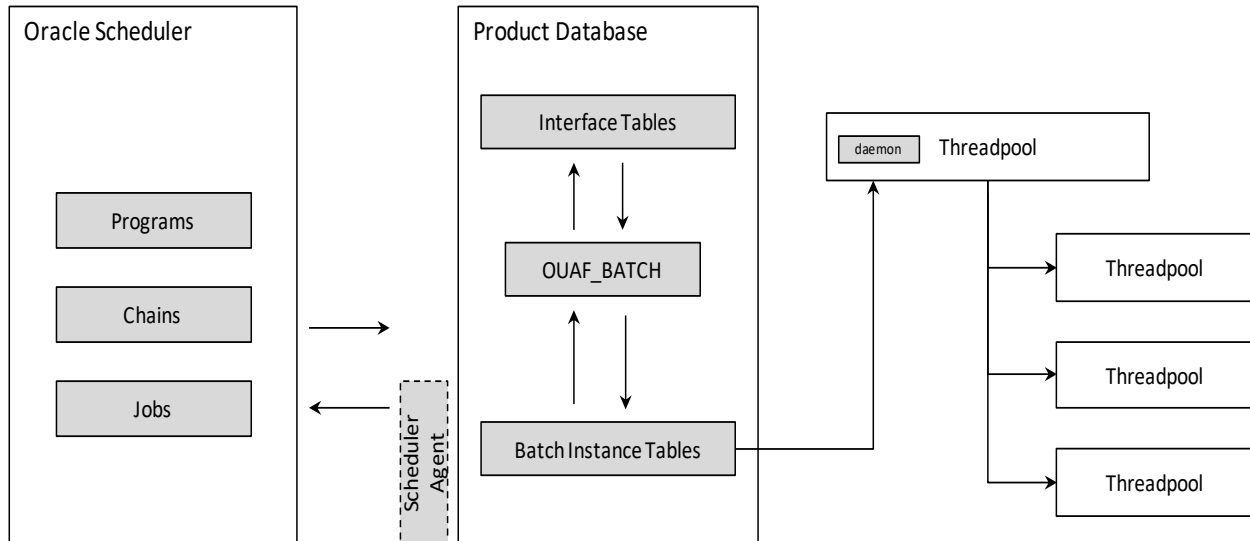 Oracle Scheduler
Programs
Chains
Jobs
Scheduler
Agent
Product Database
Interface Tables
OUAF_BATCH
Batch Instance Tables
daemon
Threadpool
Threadpool
Threadpool
Threadpool